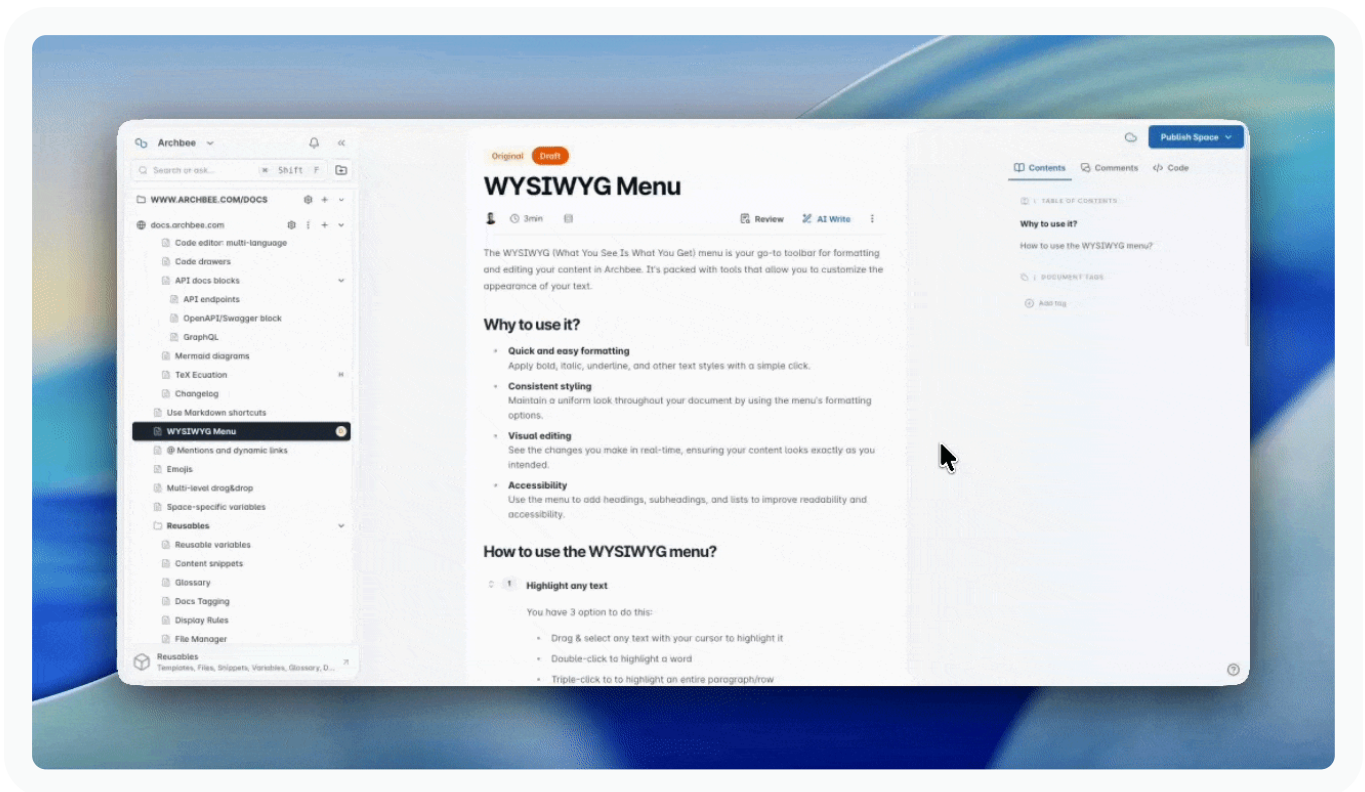 Archbee
Search or ask...
⌘ Shift F
WWW.ARCHBEE.COM/DOCS
docs.archbee.com
Code editor: multi-language
Code drawers
API docs blocks
API endpoints
OpenAPI/Swagger block
GraphQL
Mermaid diagrams
TeX Ecuation
Changelog
Use Markdown shortcuts
WYSIWYG Menu
@ Mentions and dynamic links
Emojis
Multi-level drag&drop
Space-specific variables
Reusables
Reusable variables
Content snippets
Glossary
Docs Tagging
Display Rules
File Manager
Reusables
Templates, Files, Snippets, Variables, Glossary, D...
Original Draft
WYSIWYG Menu
3min
Review AI Write
The WYSIWYG (What You See Is What You Get) menu is your go-to toolbar for formatting
and editing your content in Archbee. It's packed with tools that allow you to customize the
appearance of your text.
Why to use it?
Quick and easy formatting
Apply bold, italic, underline, and other text styles with a simple click.
Consistent styling
Maintain a uniform look throughout your document by using the menu's formatting
options.
Visual editing
See the changes you make in real-time, ensuring your content looks exactly as you
intended.
Accessibility
Use the menu to add headings, subheadings, and lists to improve readability and
accessibility.
How to use the WYSIWYG menu?
1 Highlight any text
You have 3 option to do this:
Drag & select any text with your cursor to highlight it
Double-click to highlight a word
Triple-click to to highlight an entire paragraph/row
Publish Space
Contents Comments Code
TABLE OF CONTENTS
Why to use it?
How to use the WYSIWYG menu?
DOCUMENT TAGS
Add tag